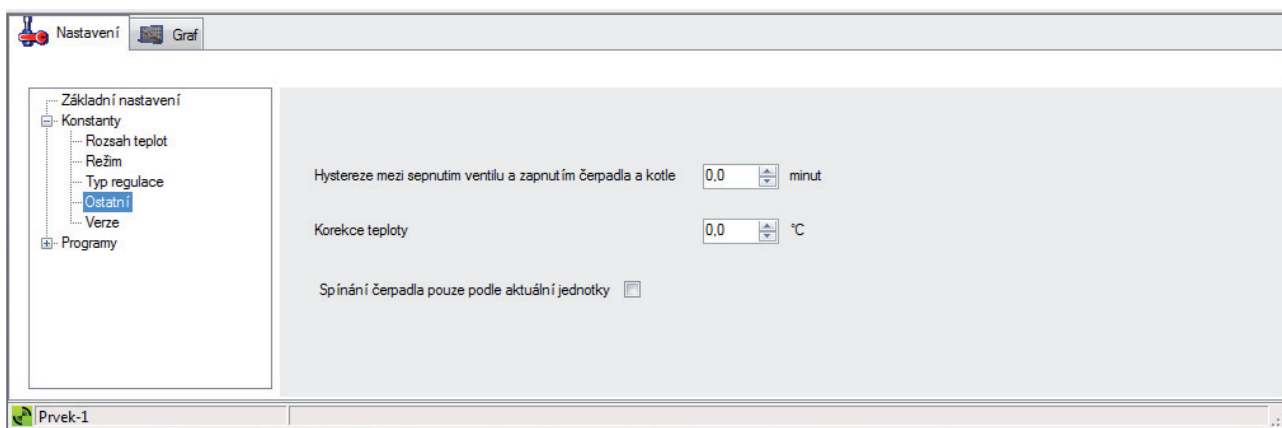 Nastavení Graf
Základní nastavení
Konstanty
Rozsah teplot
Režim
Typ regulace
Ostatní
Verze
Programy
Hystereze mezi sepnutim ventilu a zapnutím čerpadla a kotle 0,0 minut
Korekce teploty 0,0 °C
Spínání čerpadla pouze podle aktuální jednotky
Prvek-1